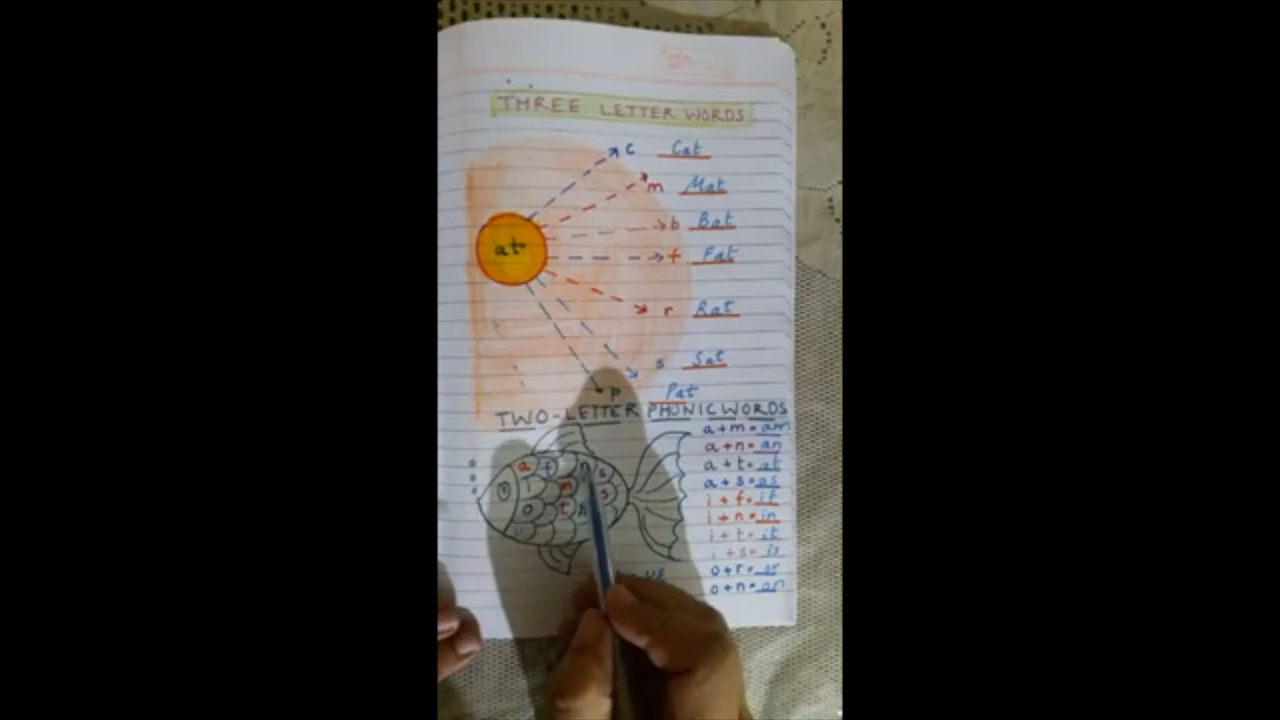 THREE LETTER WORDS
c Cat
m Mat
b Bat
at
f Fat
r Rat
s Sat
p Pat
TWO-LETTER PHONIC WORDS
a+m=am
a+n=an
a+t=at
a+s=as
i+f=if
i+n=in
i+t=it
i+s=is
o+r=or
o+n=on
a f n s
i m s
o t
u
us